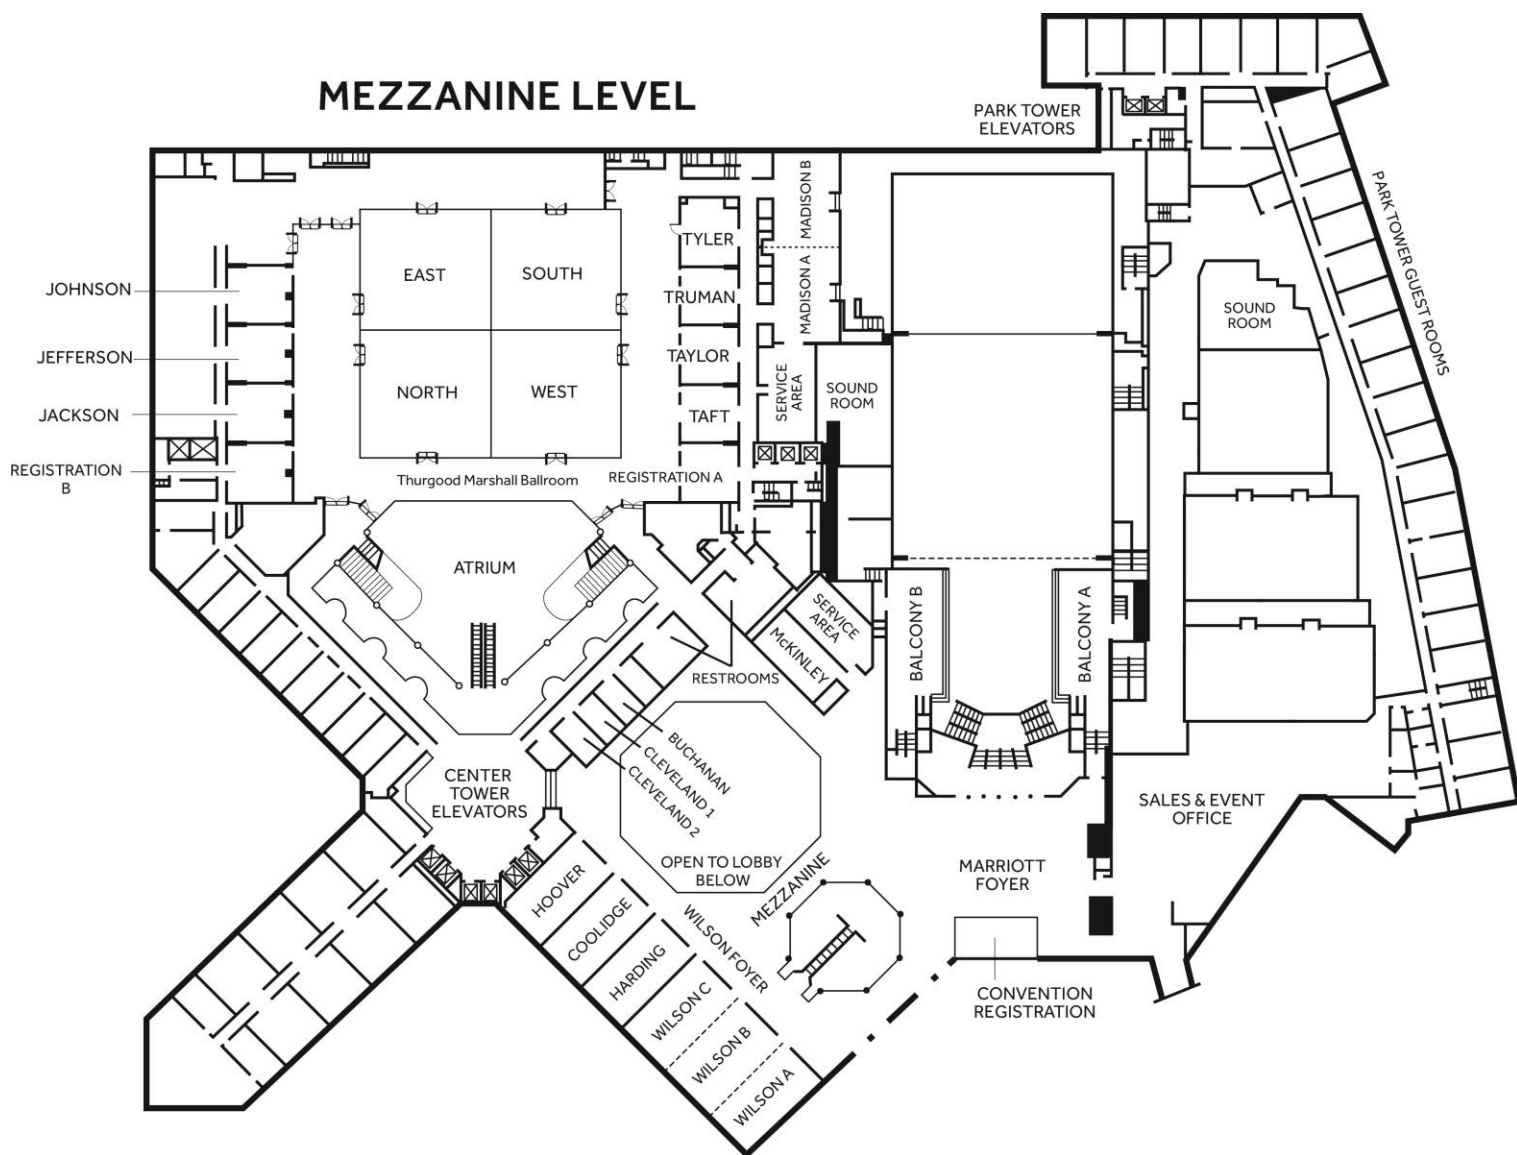 MEZZANINE LEVEL
PARK TOWER
ELEVATORS
PARK TOWER GUEST ROOMS
JOHNSON
JEFFERSON
JACKSON
REGISTRATION
B
EAST
SOUTH
NORTH
WEST
Thurgood Marshall Ballroom
REGISTRATION A
TYLER
TRUMAN
TAYLOR
TAFT
MADISON B
MADISON A
SERVICE
AREA
SOUND
ROOM
SOUND
ROOM
ATRIUM
SERVICE
AREA
McKINLEY
RESTROOMS
BALCONY B
BALCONY A
BUCHANAN
CLEVELAND 1
CLEVELAND 2
CENTER
TOWER
ELEVATORS
OPEN TO LOBBY
BELOW
MEZZANINE
WILSON FOYER
HOOVER
COOLIDGE
HARDING
WILSON C
WILSON B
WILSON A
MARRIOTT
FOYER
SALES & EVENT
OFFICE
CONVENTION
REGISTRATION